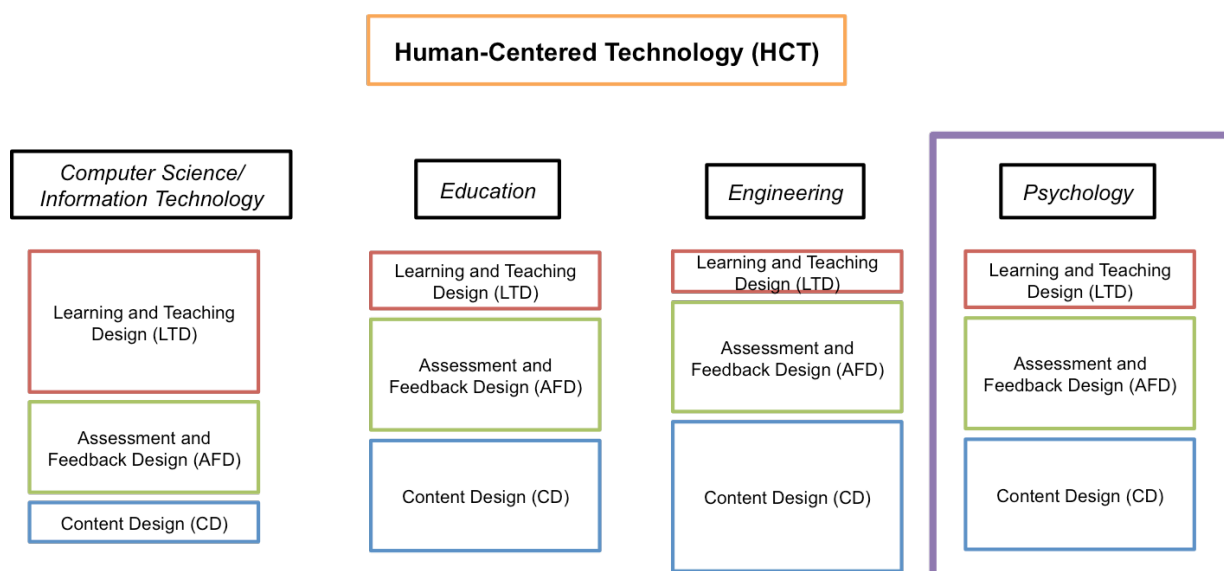 Human-Centered Technology (HCT)
Computer Science/
Information Technology
Learning and Teaching
Design (LTD)
Assessment and
Feedback Design (AFD)
Content Design (CD)
Education
Learning and Teaching
Design (LTD)
Assessment and
Feedback Design (AFD)
Content Design (CD)
Engineering
Learning and Teaching
Design (LTD)
Assessment and
Feedback Design (AFD)
Content Design (CD)
Psychology
Learning and Teaching
Design (LTD)
Assessment and
Feedback Design (AFD)
Content Design (CD)